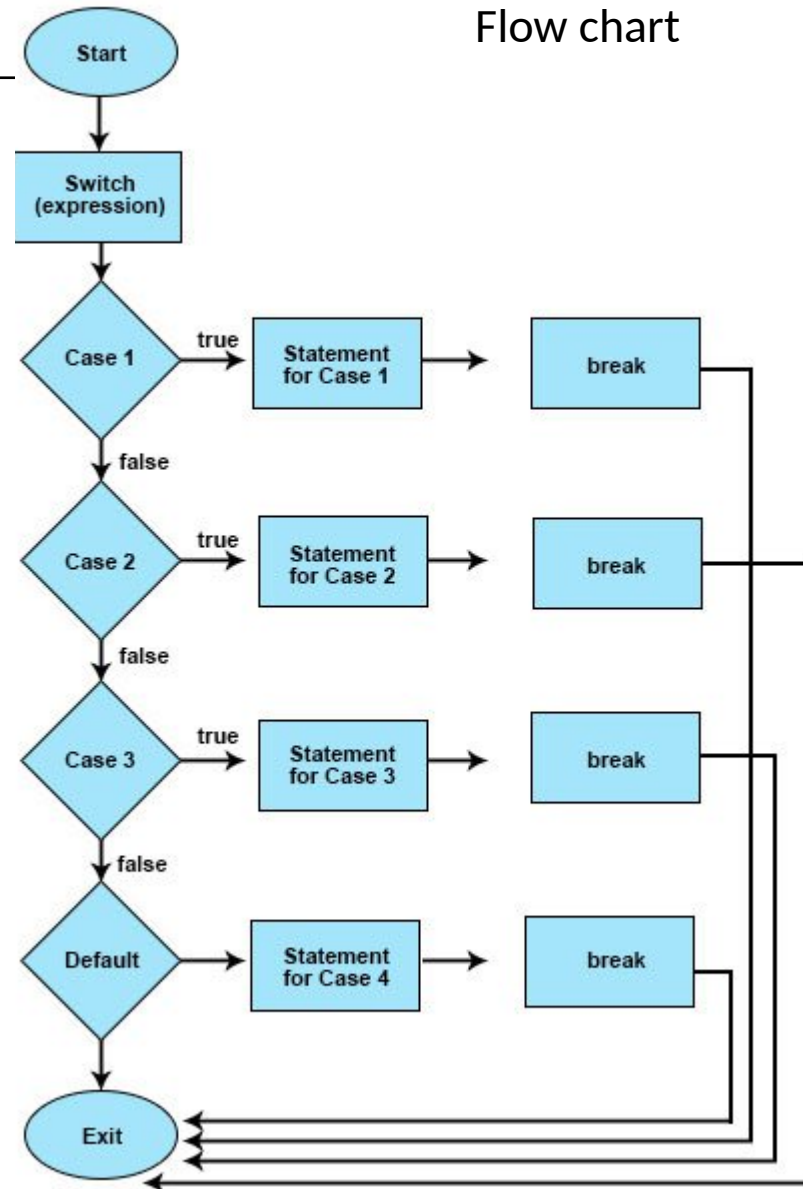 Flow chart
Start
Switch
(expression)
Case 1
true
Statement
for Case 1
break
false
Case 2
true
Statement
for Case 2
break
false
Case 3
true
Statement
for Case 3
break
false
Default
Statement
for Case 4
break
Exit